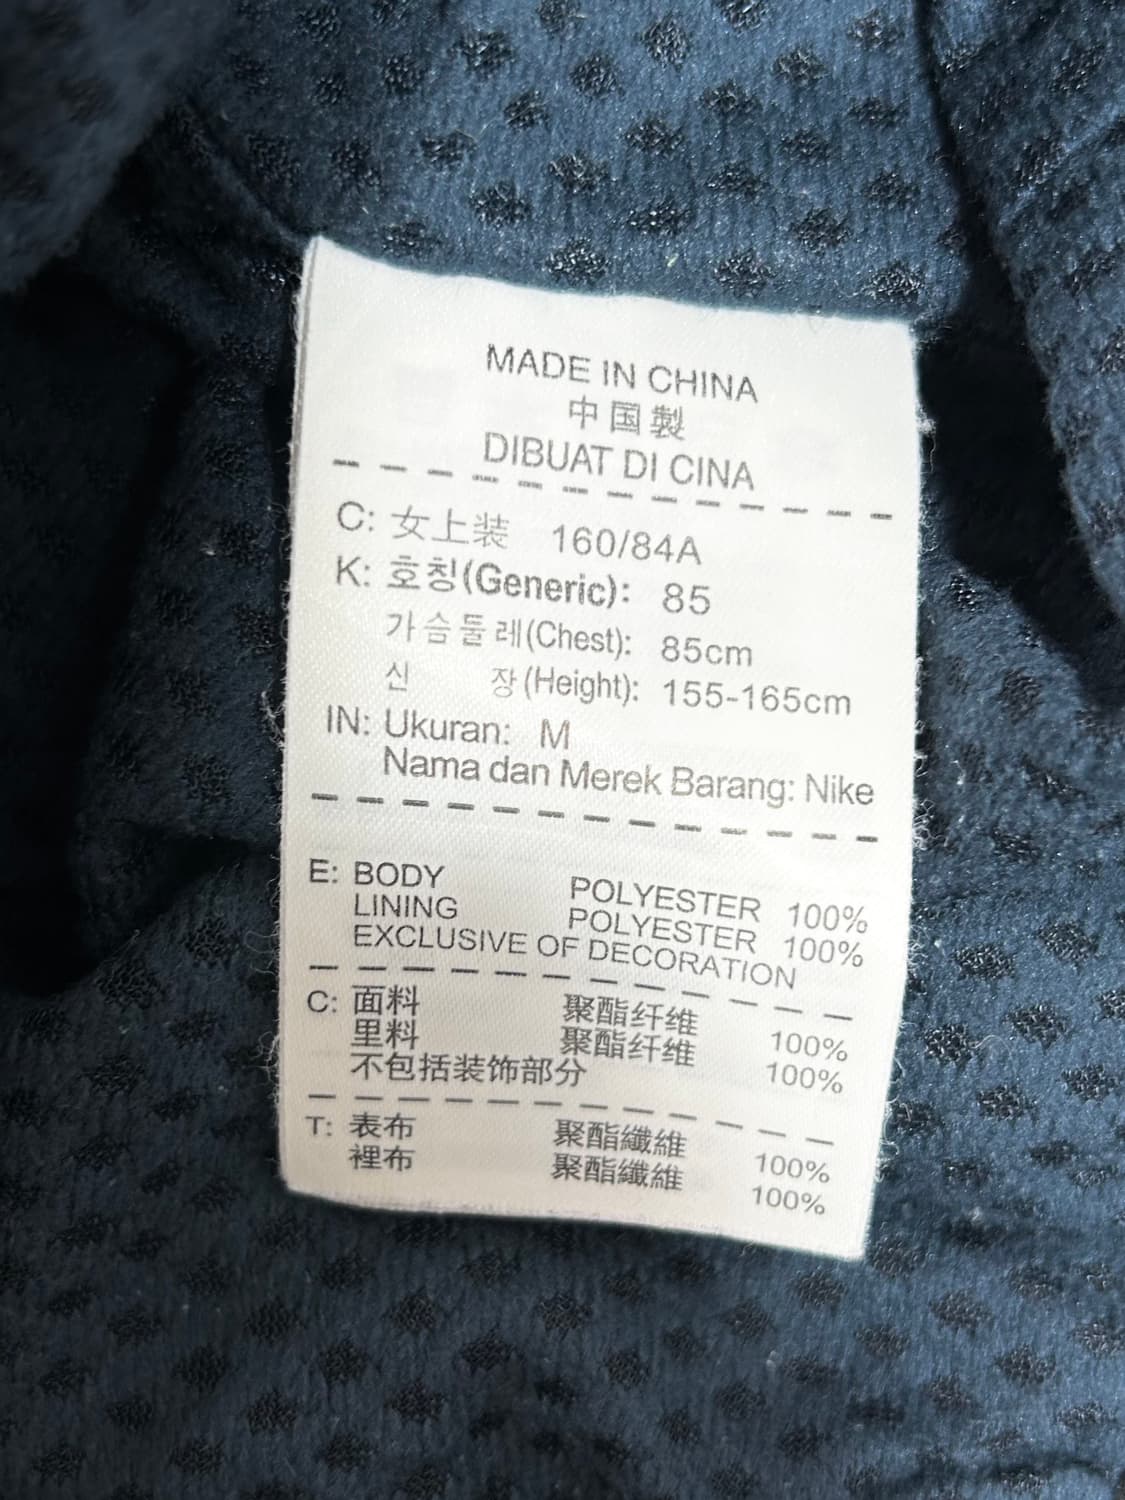 MADE IN CHINA
中国製
DIBUAT DI CINA
C: 女上装 160/84A
K: 호칭(Generic): 85
가슴둘레(Chest): 85cm
신 장(Height): 155-165cm
IN: Ukuran: M
Nama dan Merek Barang: Nike
E: BODY POLYESTER 100%
LINING POLYESTER 100%
EXCLUSIVE OF DECORATION
C: 面料 聚酯纤维 100%
里料 聚酯纤维 100%
不包括装饰部分
T: 表布 聚酯纖維 100%
裡布 聚酯纖維 100%